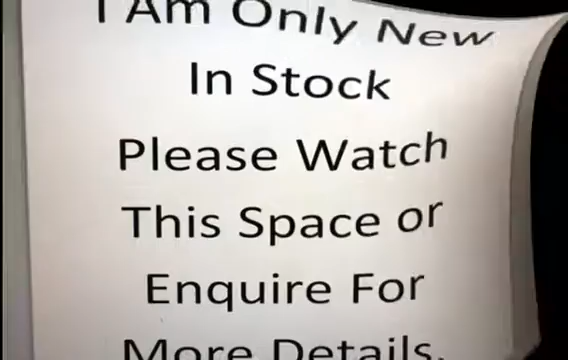 I Am Only New
In Stock
Please Watch
This Space or
Enquire For
More Details.